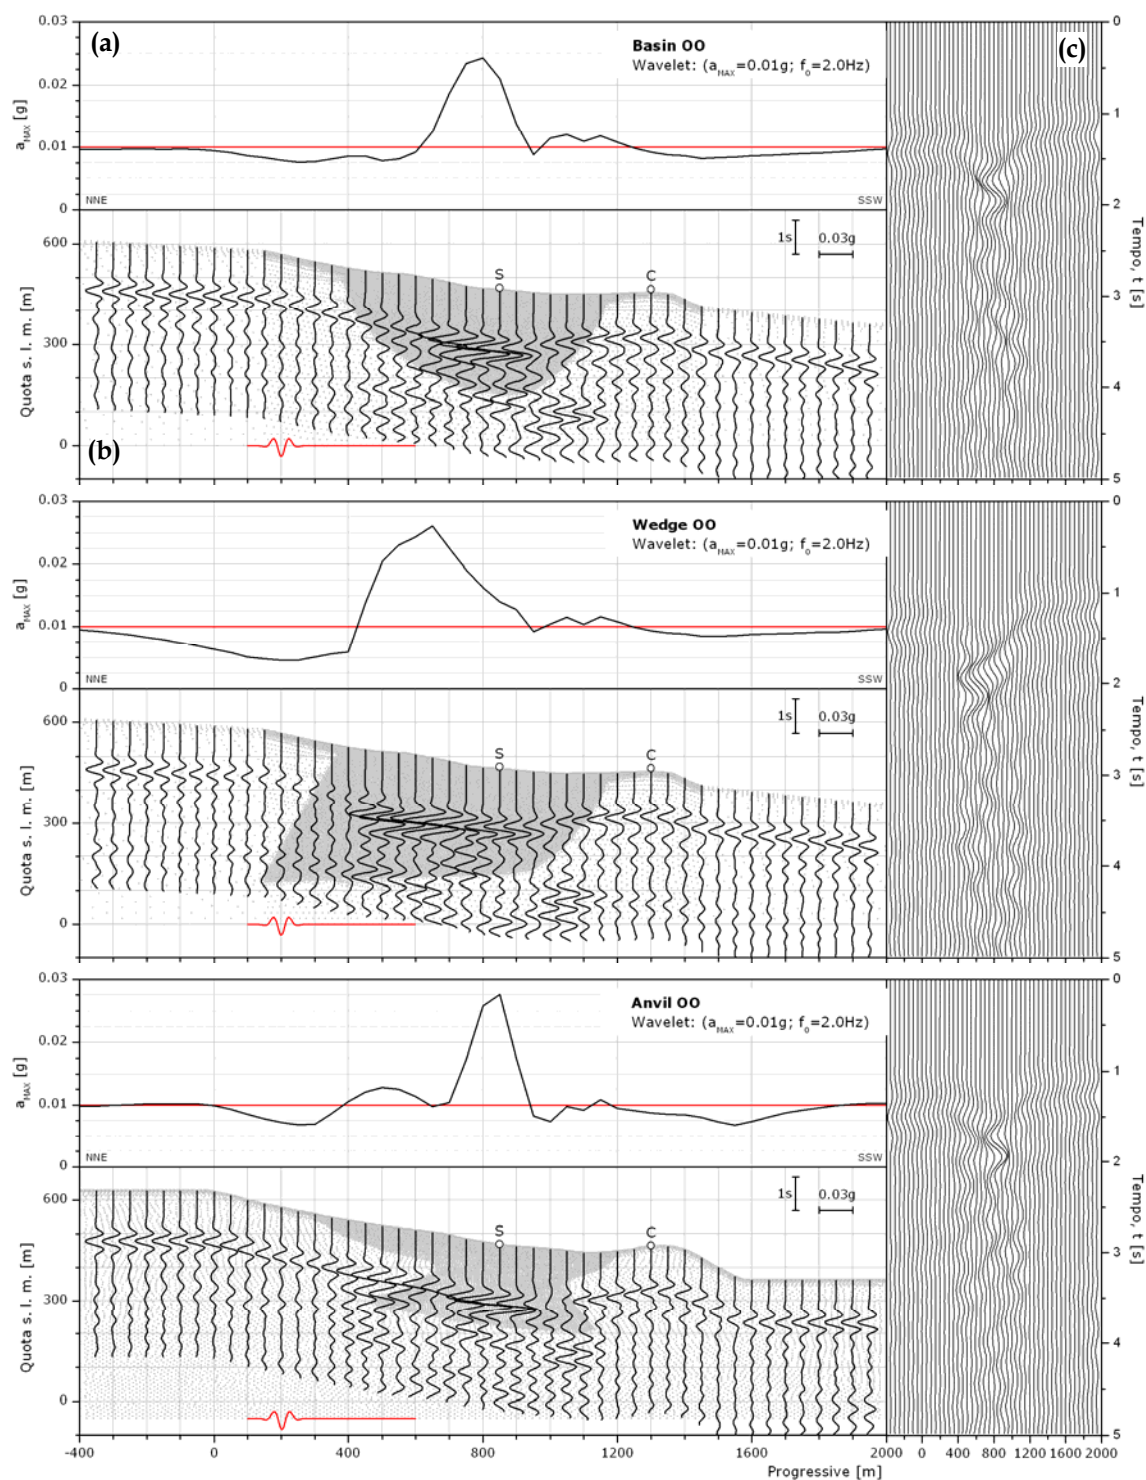 0.03
(a)
Basin OO
Wavelet: (aMAX=0.01g; f0=2.0Hz)
(c)
0
0.02
1
aMAX [g]
0.01
0
NNE
SSW
2
600
1s
0.03g
S
C
Tempo, t [s]
3
Quota s. l. m. [m]
300
4
0
(b)
5
0.03
Wedge OO
Wavelet: (aMAX=0.01g; f0=2.0Hz)
0
0.02
1
aMAX [g]
0.01
0
NNE
SSW
2
600
1s
0.03g
S
C
Tempo, t [s]
3
Quota s. l. m. [m]
300
4
0
5
0.03
Anvil OO
Wavelet: (aMAX=0.01g; f0=2.0Hz)
0
0.02
1
aMAX [g]
0.01
0
NNE
SSW
2
600
1s
0.03g
S
C
Tempo, t [s]
3
Quota s. l. m. [m]
300
4
0
5
-400 0 400 800 1200 1600 2000 0 400 800 1200 1600 2000
Progressive [m]